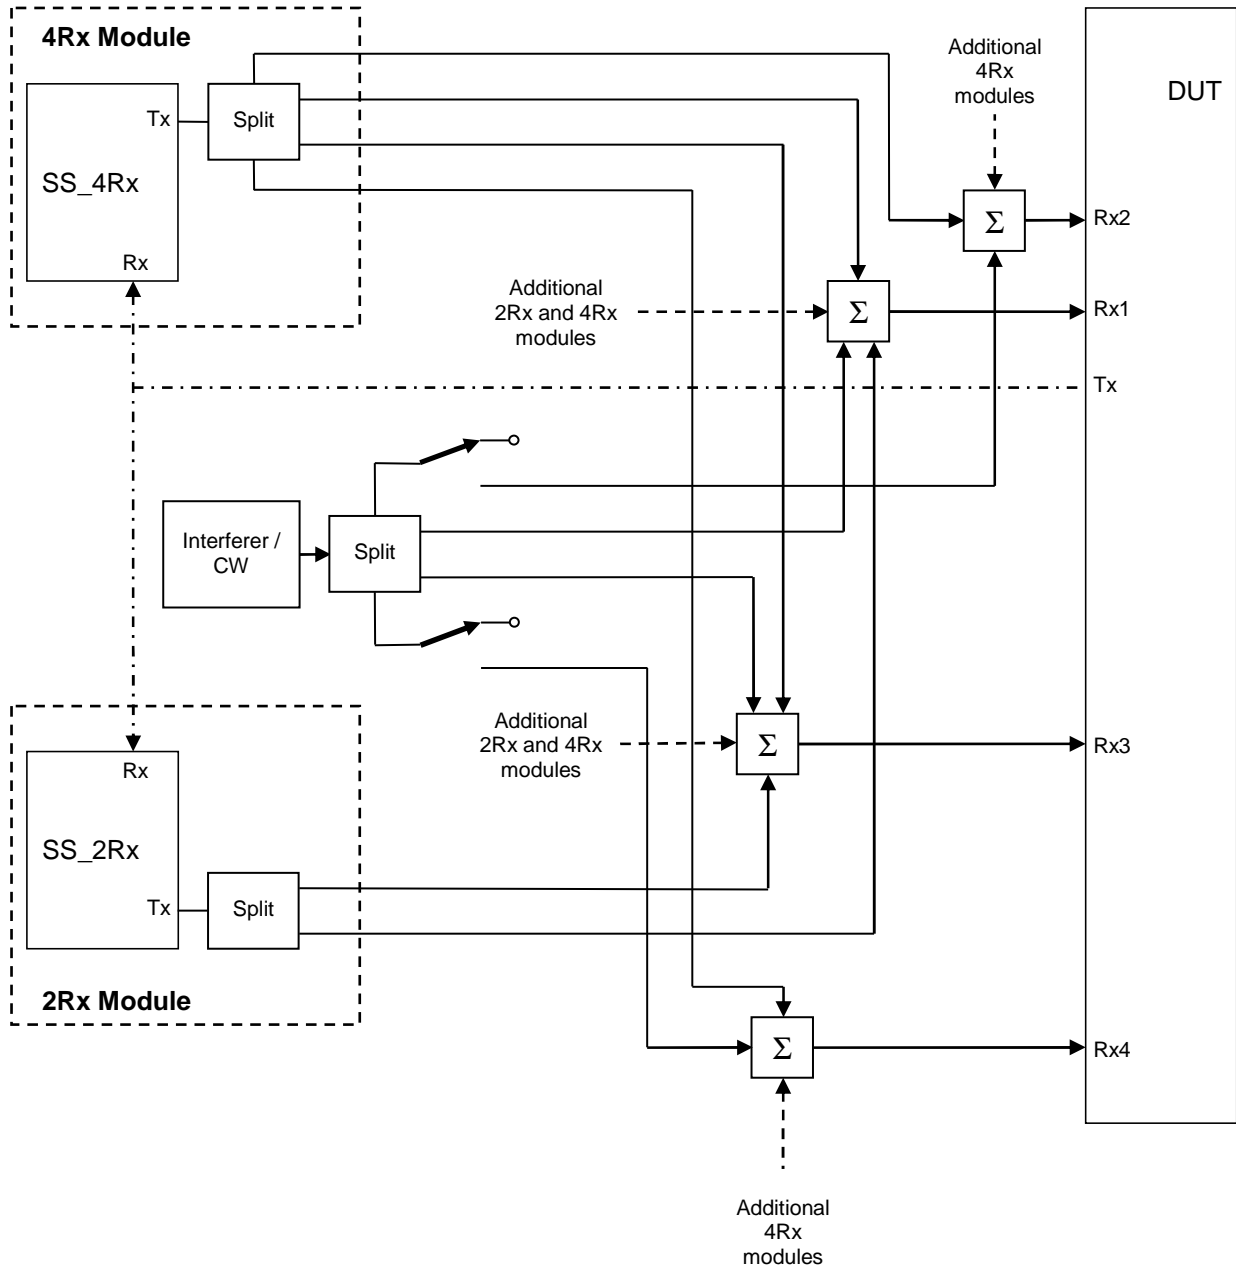 4Rx Module
Additional
4Rx
modules
DUT
Tx
Split
SS_4Rx
Rx
Σ
Rx2
Additional
2Rx and 4Rx
modules
Σ
Rx1
Tx
Interferer /
CW
Split
Additional
2Rx and 4Rx
modules
Σ
Rx3
Rx
SS_2Rx
Tx
Split
2Rx Module
Σ
Rx4
Additional
4Rx
modules